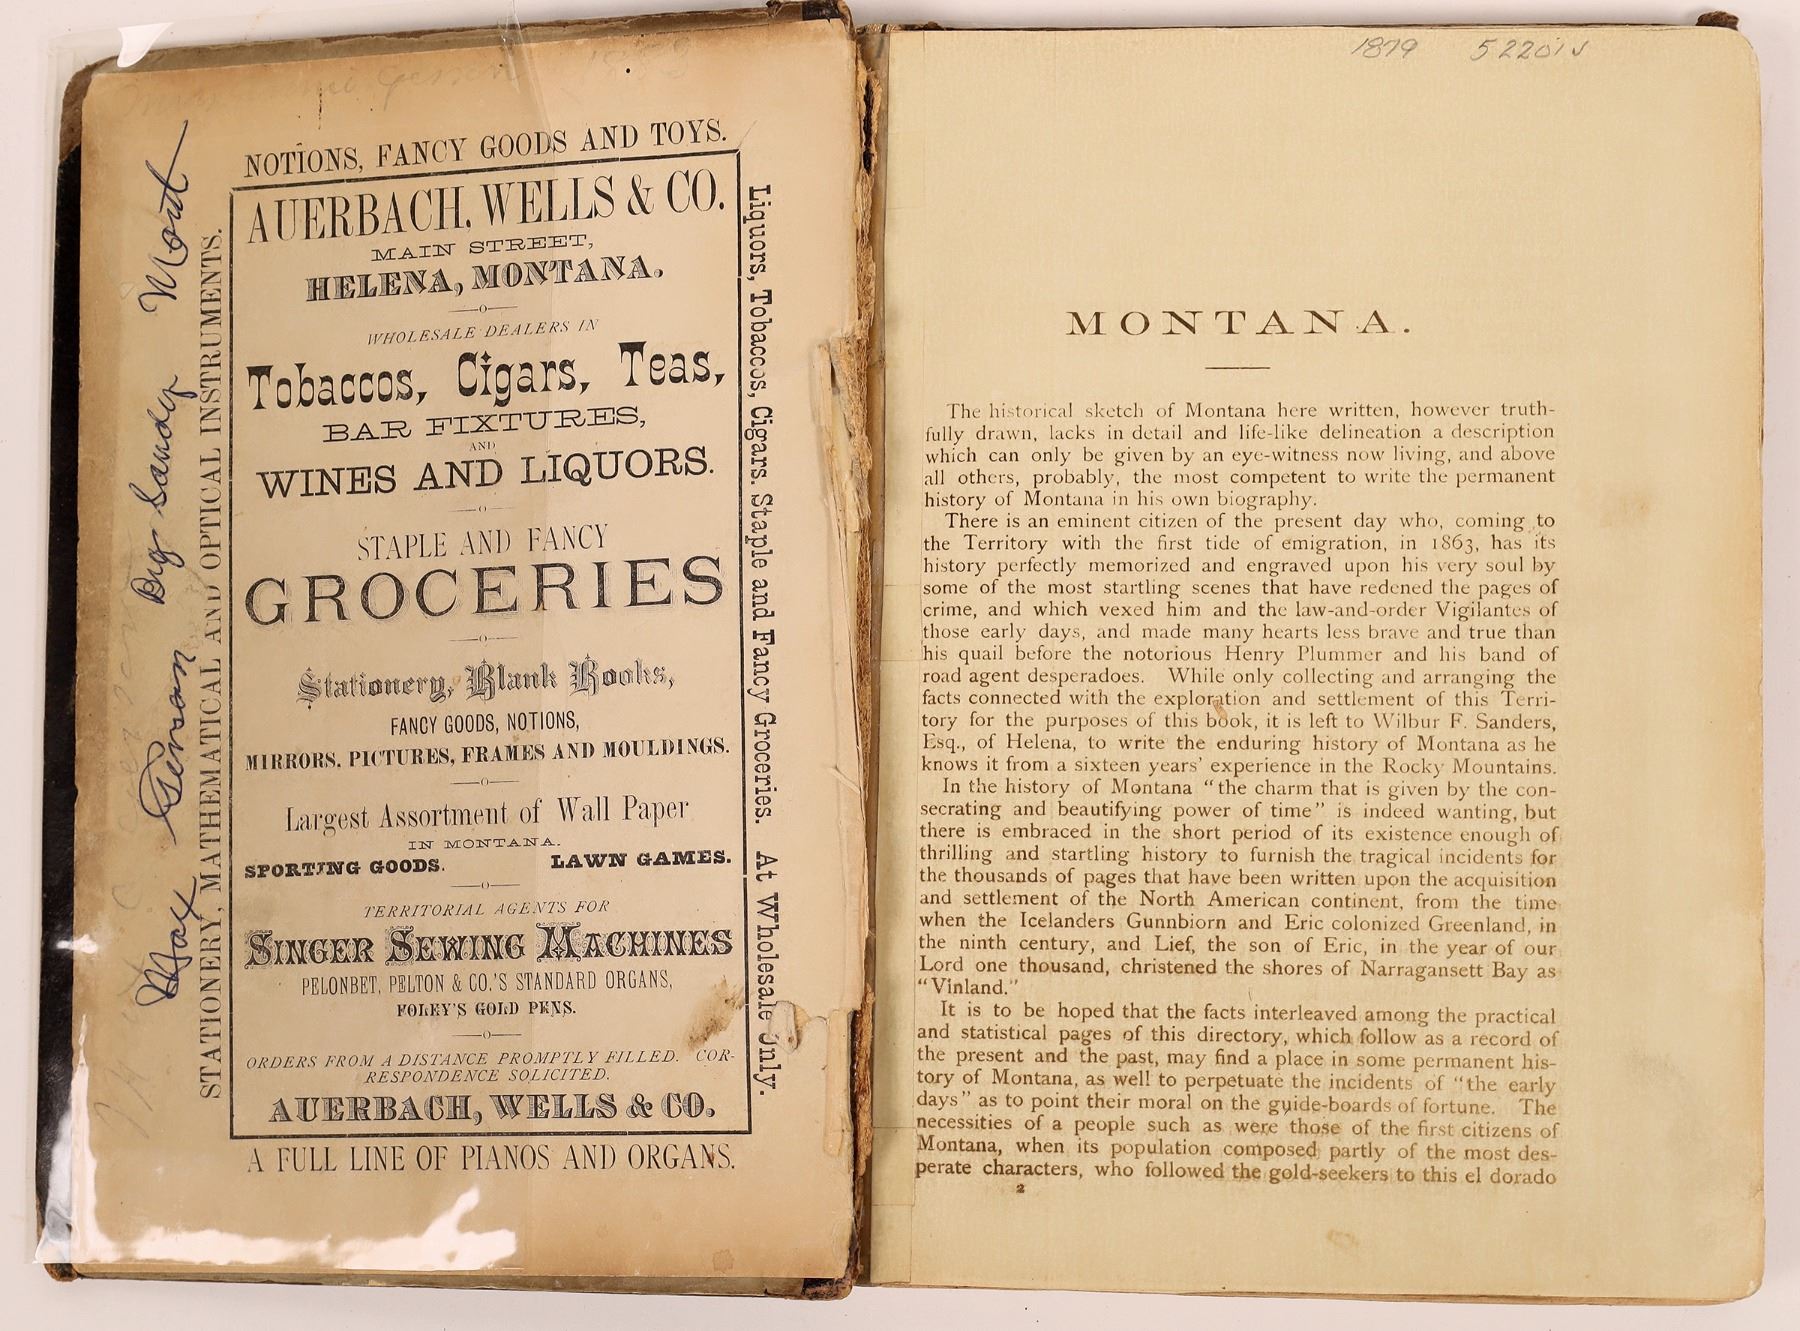 NOTIONS, FANCY GOODS AND TOYS.
AUERBACH, WELLS & CO.
MAIN STREET,
HELENA, MONTANA.
WHOLESALE DEALERS IN
Tobaccos, Cigars, Teas,
BAR FIXTURES,
AND
WINES AND LIQUORS.
STAPLE AND FANCY
GROCERIES
Stationery, Blank Books,
FANCY GOODS, NOTIONS,
MIRRORS, PICTURES, FRAMES AND MOULDINGS.
Largest Assortment of Wall Paper
IN MONTANA.
SPORTING GOODS. LAWN GAMES.
TERRITORIAL AGENTS FOR
SINGER SEWING MACHINES
PELONBET, PELTON & CO.'S STANDARD ORGANS,
FOLEY'S GOLD PENS.
ORDERS FROM A DISTANCE PROMPTLY FILLED. COR-
RESPONDENCE SOLICITED.
AUERBACH, WELLS & CO.
A FULL LINE OF PIANOS AND ORGANS.
STATIONERY, MATHEMATICAL AND OPTICAL INSTRUMENTS.
Liquors, Tobaccos, Cigars, Staple and Fancy Groceries. At Wholesale Only.
Max Gerson Big Sandy Mont
1879 52201J
MONTANA.
The historical sketch of Montana here written, however truth-
fully drawn, lacks in detail and life-like delineation a description
which can only be given by an eye-witness now living, and above
all others, probably, the most competent to write the permanent
history of Montana in his own biography.
There is an eminent citizen of the present day who, coming to
the Territory with the first tide of emigration, in 1863, has its
history perfectly memorized and engraved upon his very soul by
some of the most startling scenes that have redened the pages of
crime, and which vexed him and the law-and-order Vigilantes of
those early days, and made many hearts less brave and true than
his quail before the notorious Henry Plummer and his band of
road agent desperadoes. While only collecting and arranging the
facts connected with the exploration and settlement of this Terri-
tory for the purposes of this book, it is left to Wilbur F. Sanders,
Esq., of Helena, to write the enduring history of Montana as he
knows it from a sixteen years' experience in the Rocky Mountains.
In the history of Montana "the charm that is given by the con-
secrating and beautifying power of time" is indeed wanting, but
there is embraced in the short period of its existence enough of
thrilling and startling history to furnish the tragical incidents for
the thousands of pages that have been written upon the acquisition
and settlement of the North American continent, from the time
when the Icelanders Gunnbiorn and Eric colonized Greenland, in
the ninth century, and Lief, the son of Eric, in the year of our
Lord one thousand, christened the shores of Narragansett Bay as
"Vinland."
It is to be hoped that the facts interleaved among the practical
and statistical pages of this directory, which follow as a record of
the present and the past, may find a place in some permanent his-
tory of Montana, as well to perpetuate the incidents of "the early
days" as to point their moral on the guide-boards of fortune. The
necessities of a people such as were those of the first citizens of
Montana, when its population composed partly of the most des-
perate characters, who followed the gold-seekers to this el dorado
2